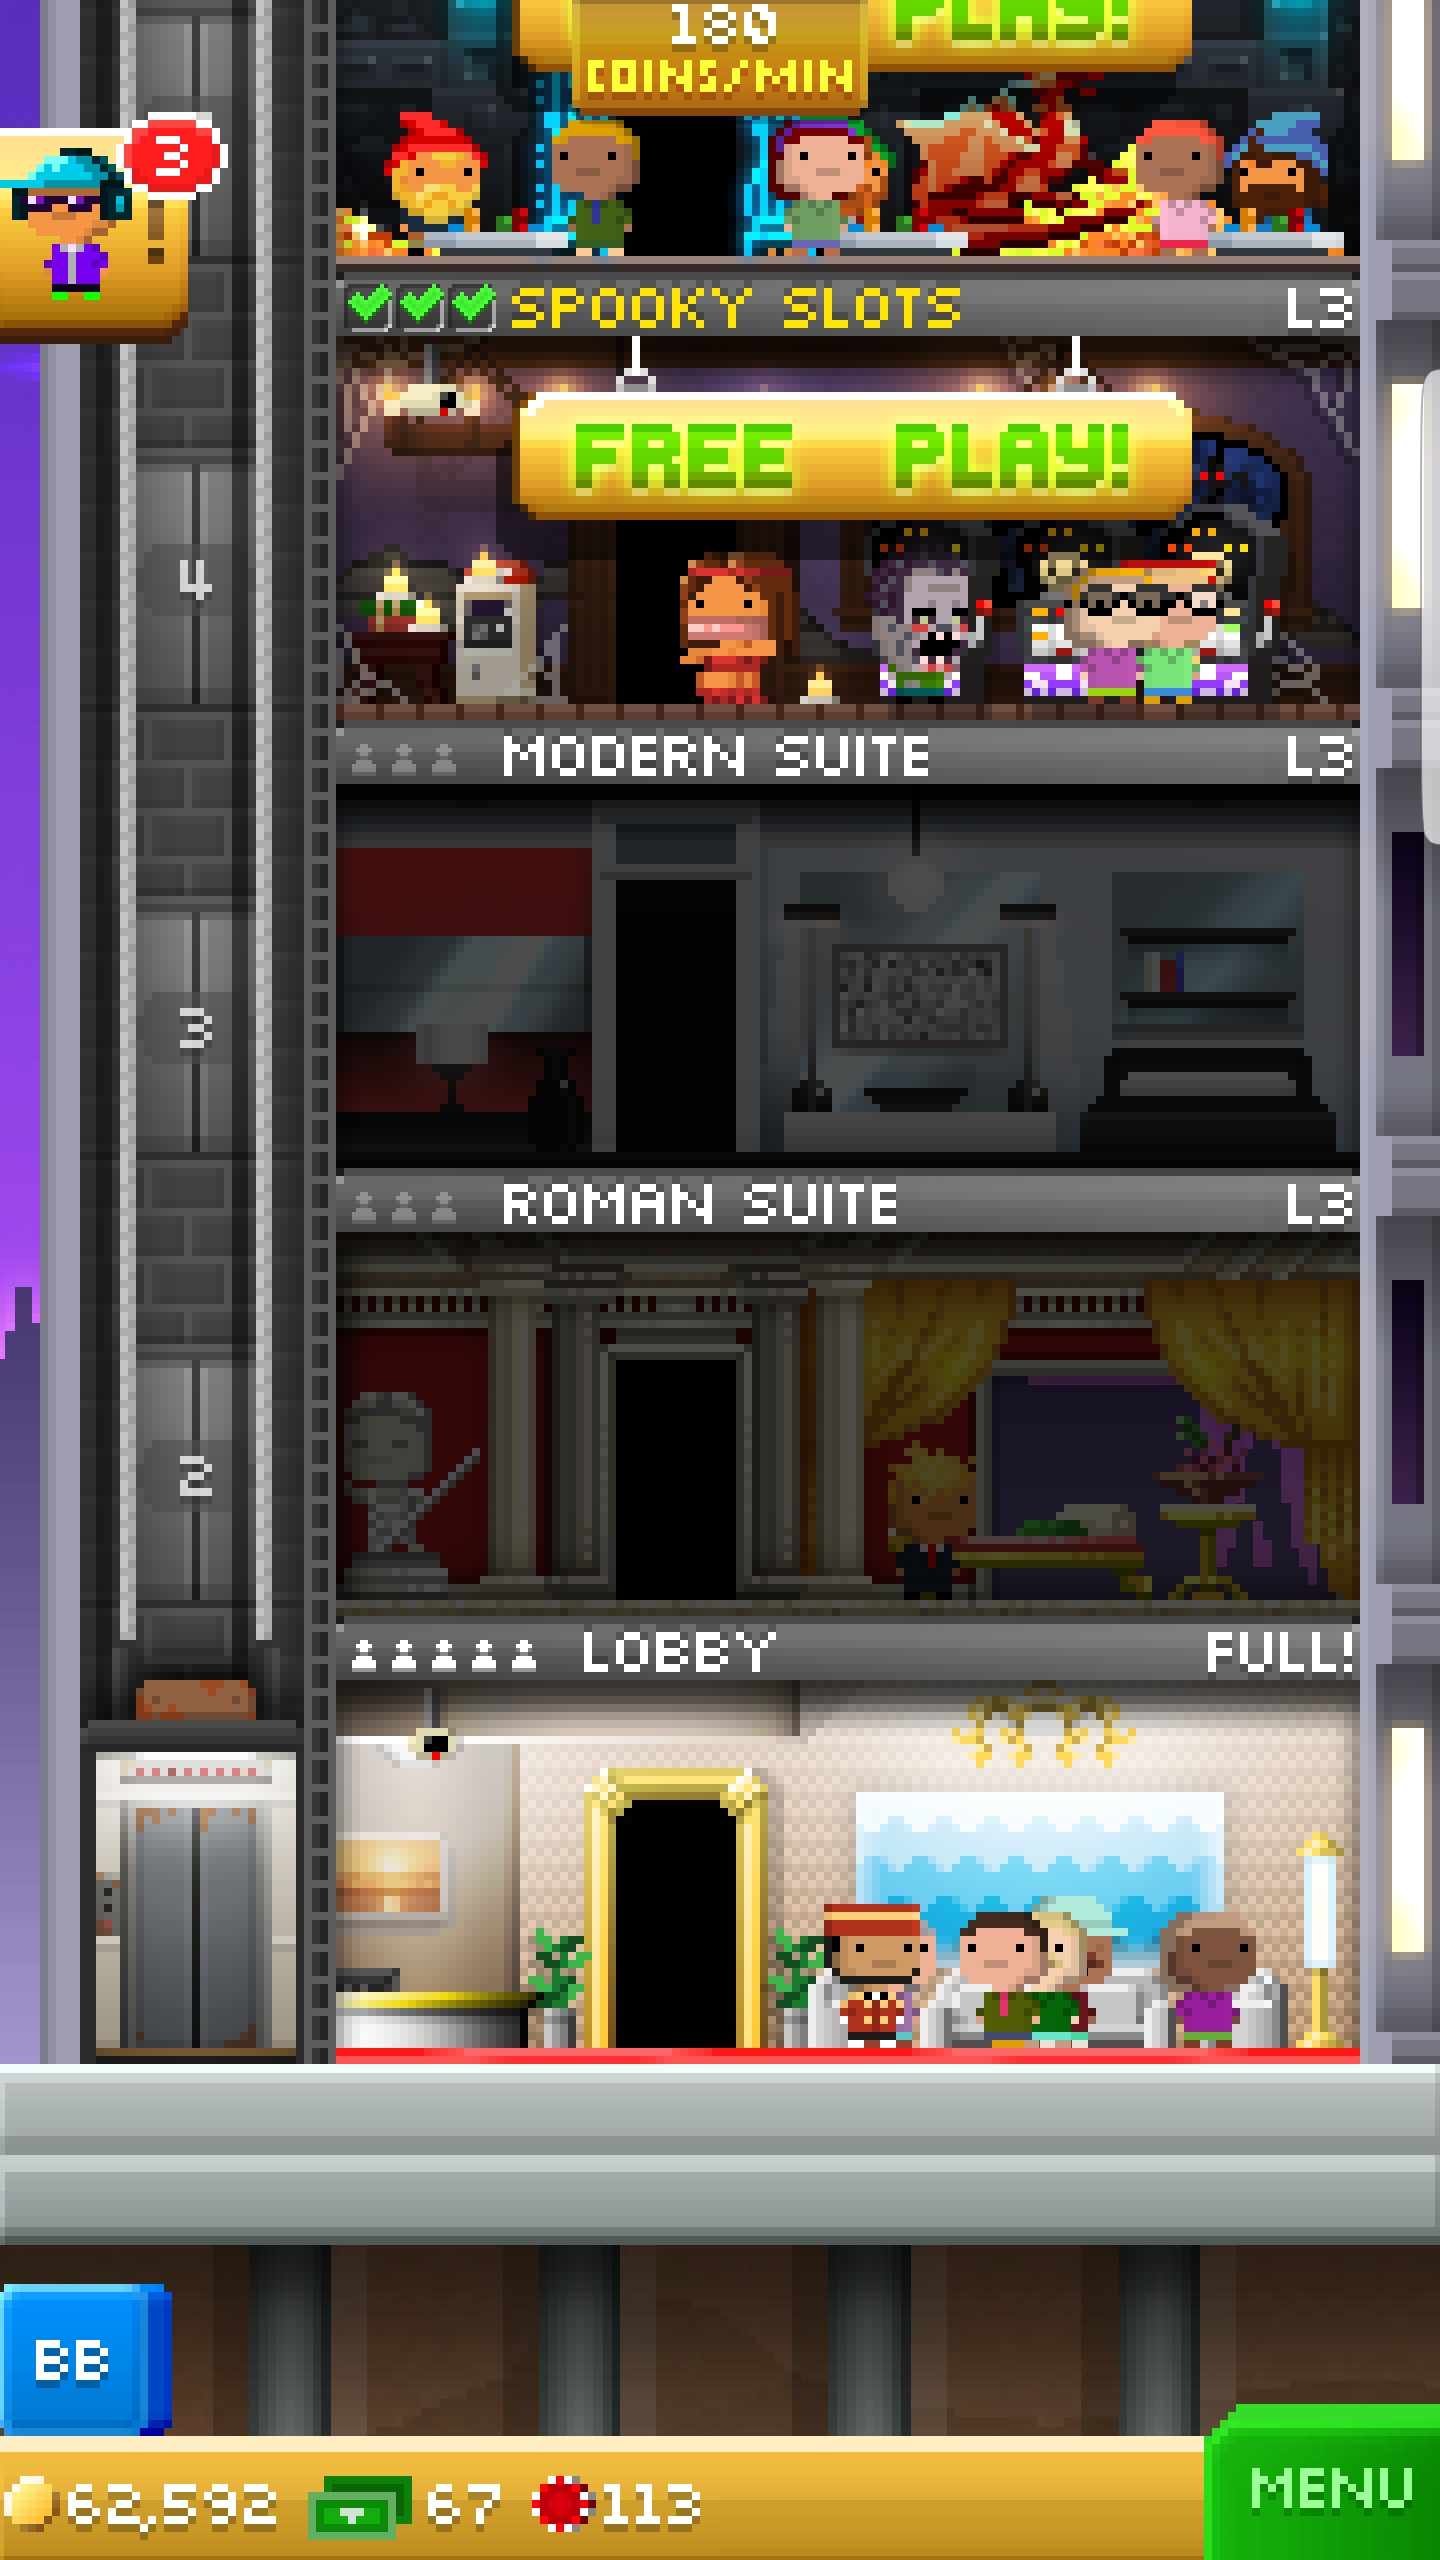 180
PLAY!
COINS/MIN
3
SPOOKY SLOTS L3
FREE PLAY!
4
MODERN SUITE L3
3
ROMAN SUITE L3
2
LOBBY FULL!
BB
62,592 67 113
MENU